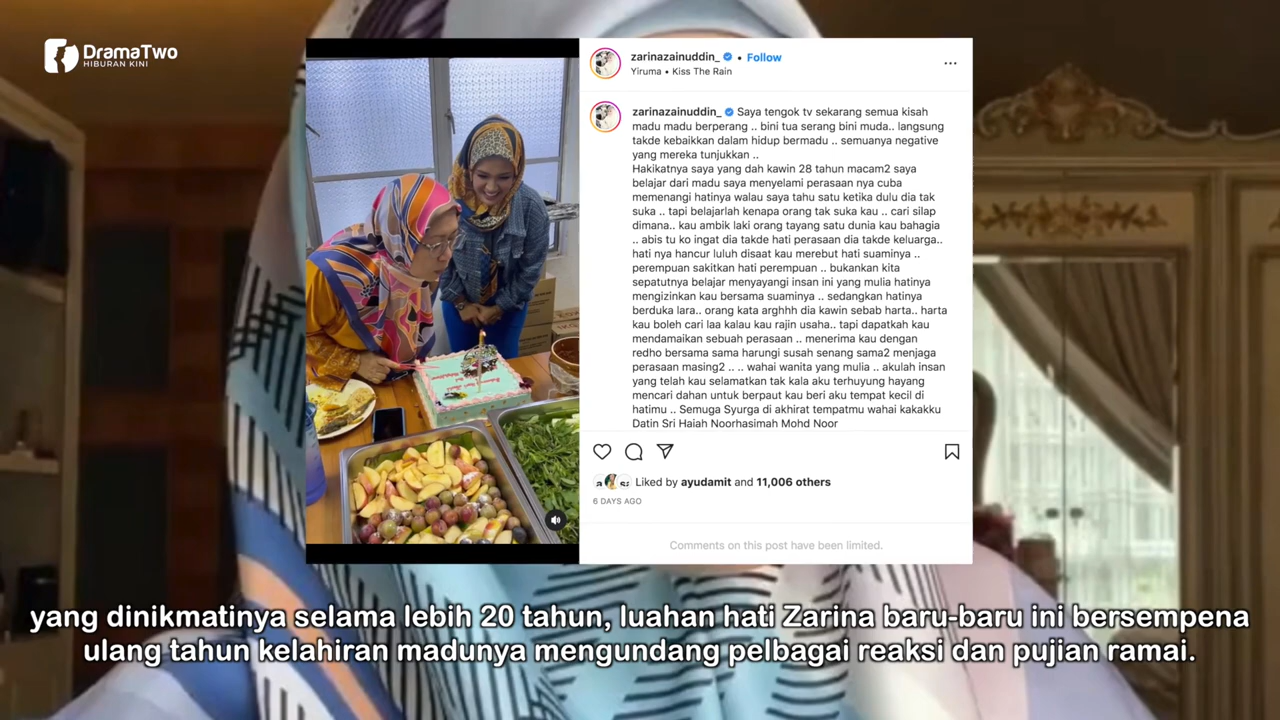 DramaTwo
HIBURAN KINI
zarinazainuddin_ • Follow
Yiruma • Kiss The Rain
zarinazainuddin_ Saya tengok tv sekarang semua kisah
madu madu berperang .. bini tua serang bini muda.. langsung
takde kebaikkan dalam hidup bermadu .. semuanya negative
yang mereka tunjukkan ..
Hakikatnya saya yang dah kawin 28 tahun macam2 saya
belajar dari madu saya menyelami perasaan nya cuba
memenangi hatinya walau saya tahu satu ketika dulu dia tak
suka .. tapi belajarlah kenapa orang tak suka kau .. cari silap
dimana.. kau ambik laki orang tayang satu dunia kau bahagia
.. abis tu ko ingat dia takde hati perasaan dia takde keluarga..
hati nya hancur luluh disaat kau merebut hati suaminya ..
perempuan sakitkan hati perempuan .. bukankan kita
sepatutnya belajar menyayangi insan ini yang mulia hatinya
mengizinkan kau bersama suaminya .. sedangkan hatinya
berduka lara.. orang kata arghhh dia kawin sebab harta.. harta
kau boleh cari laa kalau kau rajin usaha.. tapi dapatkah kau
mendamaikan sebuah perasaan .. menerima kau dengan
redho bersama sama harungi susah senang sama2 menjaga
perasaan masing2 .. .. wahai wanita yang mulia .. akulah insan
yang telah kau selamatkan tak kala aku terhuyung hayang
mencari dahan untuk berpaut kau beri aku tempat kecil di
hatimu .. Semuga Syurga di akhirat tempatmu wahai kakakku
Datin Sri Hajah Noorhasimah Mohd Noor
Liked by ayudamit and 11,006 others
6 DAYS AGO
Comments on this post have been limited.
yang dinikmatinya selama lebih 20 tahun, luahan hati Zarina baru-baru ini bersempena
ulang tahun kelahiran madunya mengundang pelbagai reaksi dan pujian ramai.